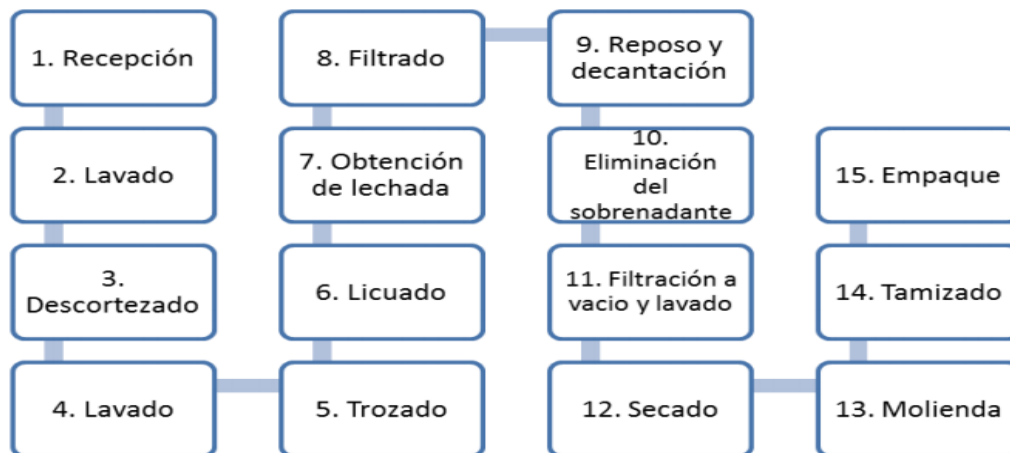 1. Recepción
2. Lavado
3.
Descortezado
4. Lavado
5. Trozado
6. Licuado
7. Obtención
de lechada
8. Filtrado
9. Reposo y
decantación
10.
Eliminación
del
sobrenadante
11. Filtración a
vacio y lavado
12. Secado
13. Molienda
14. Tamizado
15. Empaque